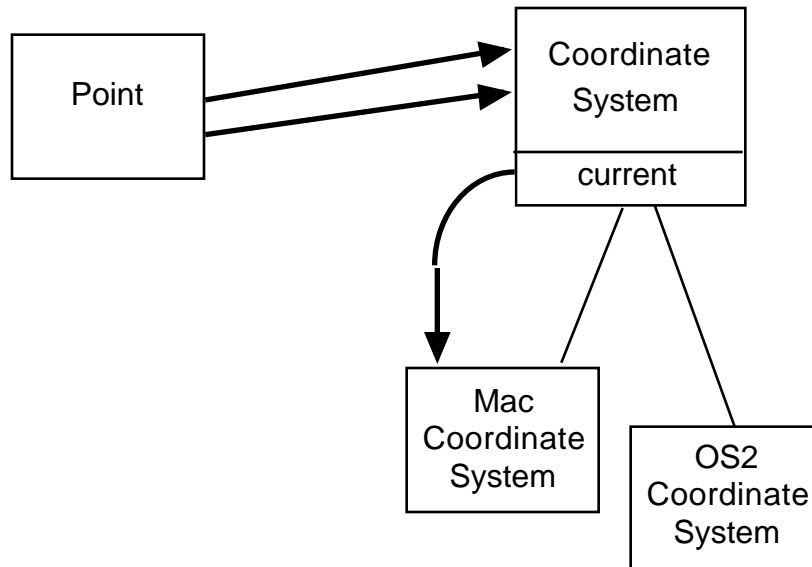 Point
Coordinate
System
current
Mac
Coordinate
System
OS2
Coordinate
System